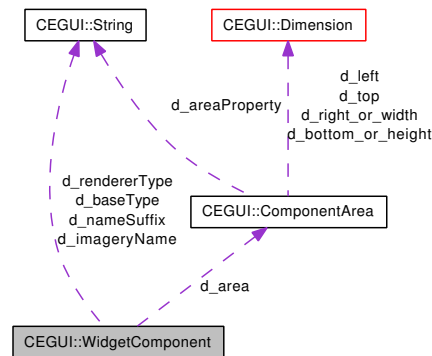 CEGUI::String
CEGUI::Dimension
d_left
d_top
d_right_or_width
d_bottom_or_height
d_areaProperty
d_rendererType
d_baseType
d_nameSuffix
d_imageryName
CEGUI::ComponentArea
d_area
CEGUI::WidgetComponent